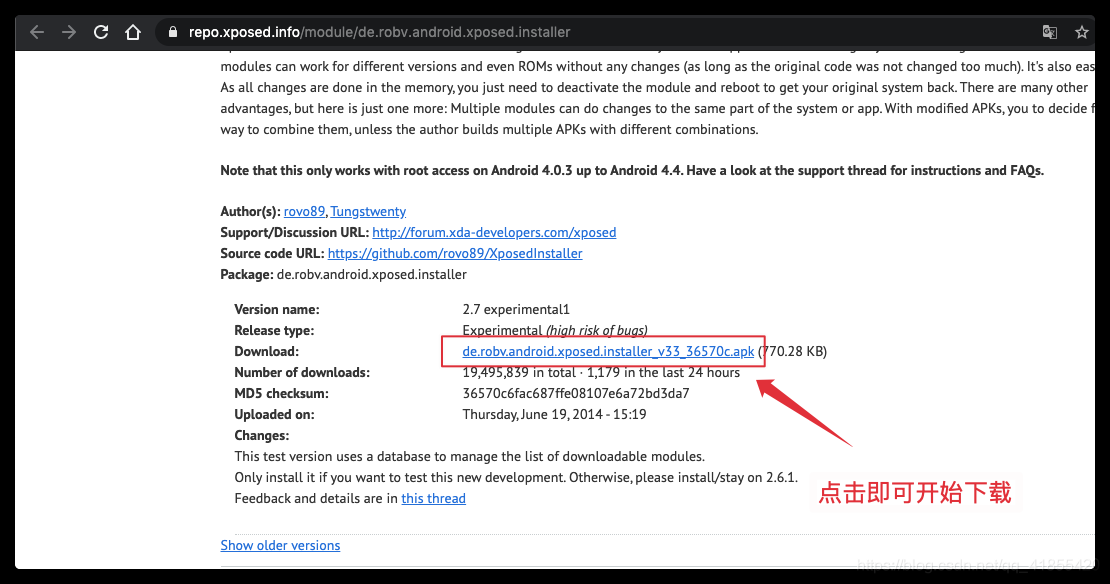 repo.xposed.info/module/de.robv.android.xposed.installer
modules can work for different versions and even ROMs without any changes (as long as the original code was not changed too much). It's also eas
As all changes are done in the memory, you just need to deactivate the module and reboot to get your original system back. There are many other
advantages, but here is just one more: Multiple modules can do changes to the same part of the system or app. With modified APKs, you to decide f
way to combine them, unless the author builds multiple APKs with different combinations.
Note that this only works with root access on Android 4.0.3 up to Android 4.4. Have a look at the support thread for instructions and FAQs.
Author(s): rovo89, Tungstwenty
Support/Discussion URL: http://forum.xda-developers.com/xposed
Source code URL: https://github.com/rovo89/XposedInstaller
Package: de.robv.android.xposed.installer
Version name: 2.7 experimental1
Release type: Experimental (high risk of bugs)
Download: de.robv.android.xposed.installer_v33_36570c.apk (770.28 KB)
Number of downloads: 19,495,839 in total · 1,179 in the last 24 hours
MD5 checksum: 36570c6fac687ffe08107e6a72bd3da7
Uploaded on: Thursday, June 19, 2014 - 15:19
Changes:
This test version uses a database to manage the list of downloadable modules.
Only install it if you want to test this new development. Otherwise, please install/stay on 2.6.1.
Feedback and details are in this thread
点击即可开始下载
Show older versions